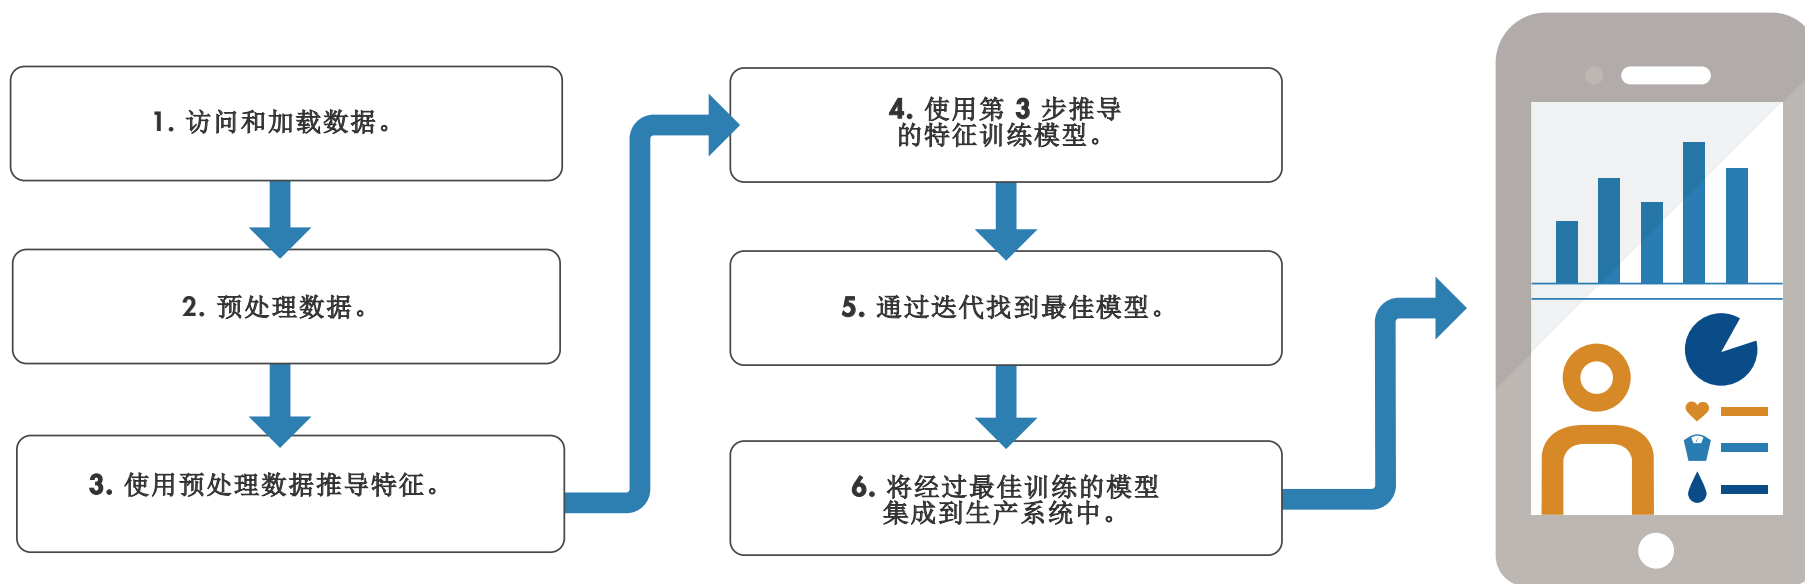 1. 访问和加载数据。
2. 预处理数据。
3. 使用预处理数据推导特征。
4. 使用第 3 步推导
的特征训练模型。
5. 通过迭代找到最佳模型。
6. 将经过最佳训练的模型
集成到生产系统中。